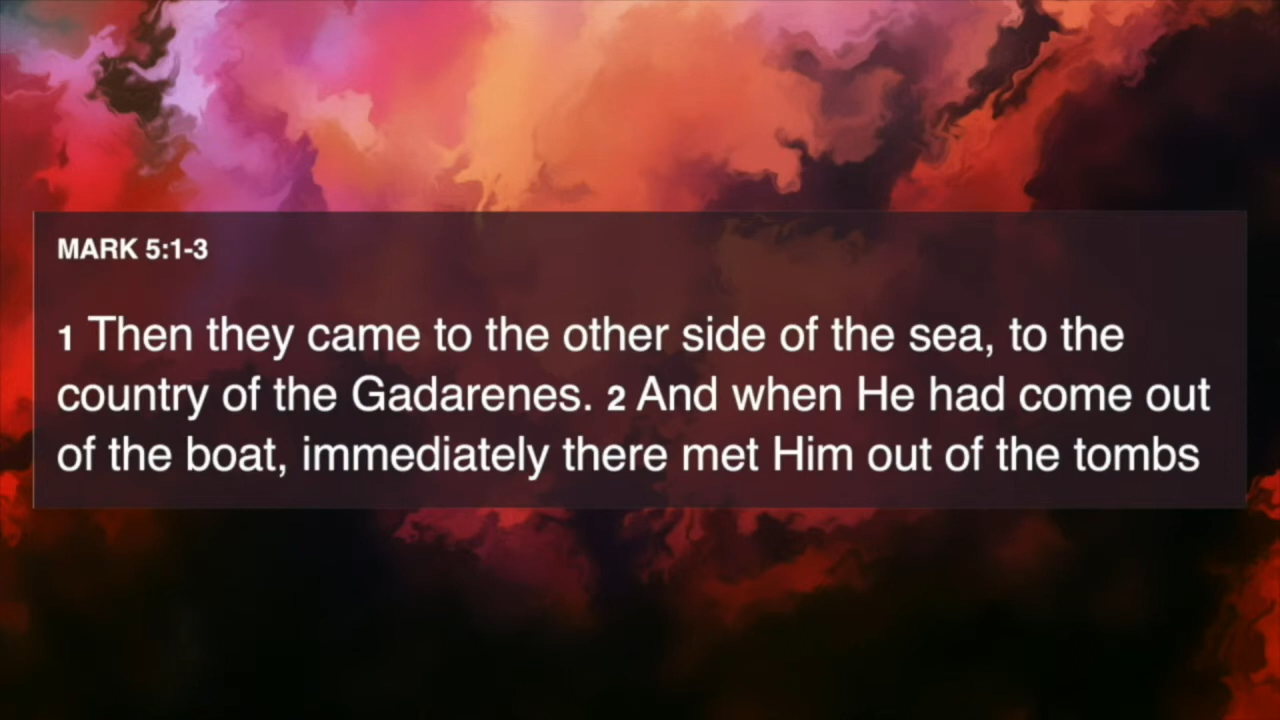 MARK 5:1-3
1 Then they came to the other side of the sea, to the
country of the Gadarenes. 2 And when He had come out
of the boat, immediately there met Him out of the tombs